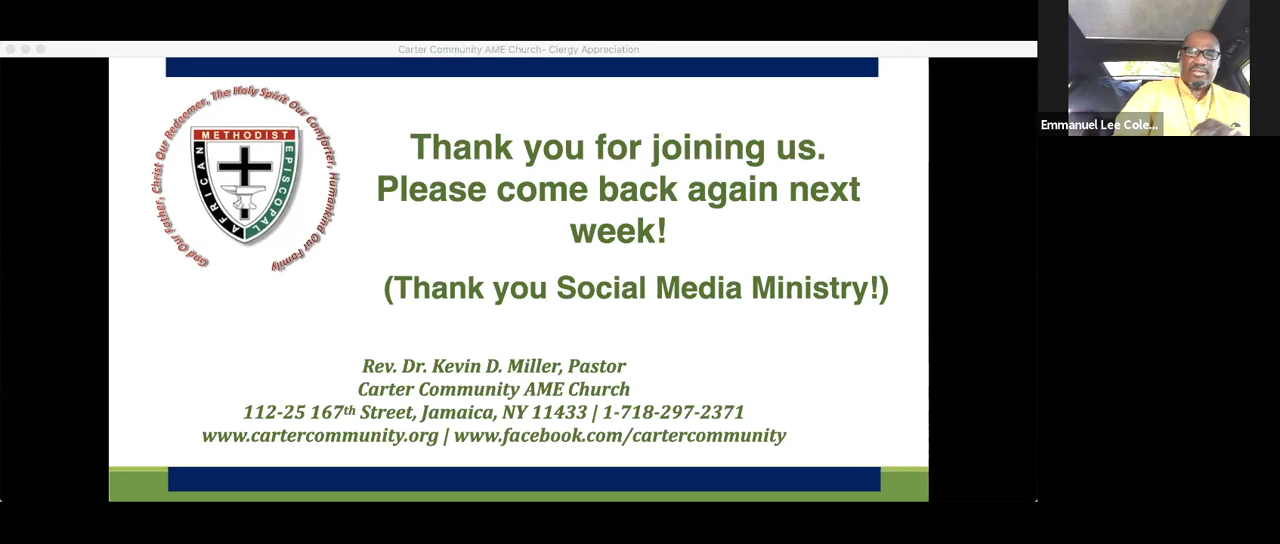 Carter Community AME Church- Clergy Appreciation
Emmanuel Lee Cole...
God Our Father, Christ Our Redeemer, The Holy Spirit Our Comforter, Humankind Our Family
METHODIST
AFRICAN
EPISCOPAL
Thank you for joining us.
Please come back again next
week!
(Thank you Social Media Ministry!)
Rev. Dr. Kevin D. Miller, Pastor
Carter Community AME Church
112-25 167th Street, Jamaica, NY 11433 | 1-718-297-2371
www.cartercommunity.org | www.facebook.com/cartercommunity